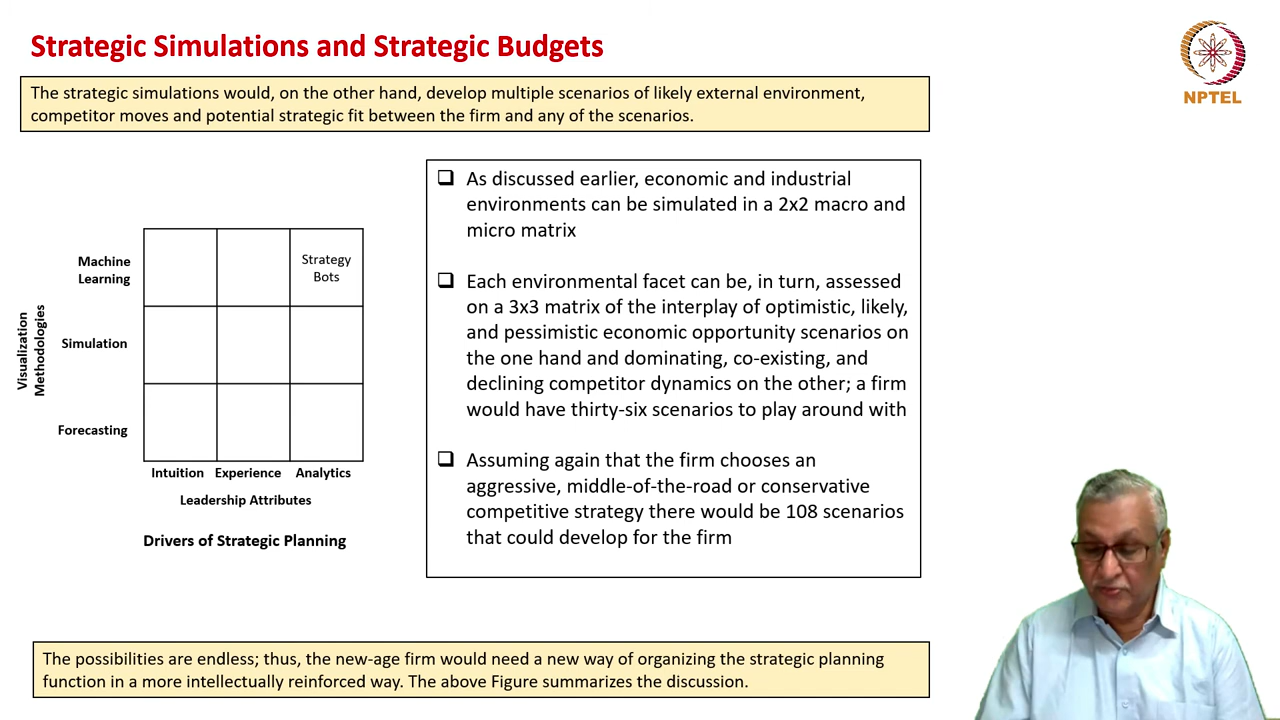 Strategic Simulations and Strategic Budgets
NPTEL
The strategic simulations would, on the other hand, develop multiple scenarios of likely external environment,
competitor moves and potential strategic fit between the firm and any of the scenarios.
Visualization
Methodologies
Machine
Learning
Strategy
Bots
Simulation
Forecasting
Intuition Experience Analytics
Leadership Attributes
Drivers of Strategic Planning
❑ As discussed earlier, economic and industrial
environments can be simulated in a 2x2 macro and
micro matrix
❑ Each environmental facet can be, in turn, assessed
on a 3x3 matrix of the interplay of optimistic, likely,
and pessimistic economic opportunity scenarios on
the one hand and dominating, co-existing, and
declining competitor dynamics on the other; a firm
would have thirty-six scenarios to play around with
❑ Assuming again that the firm chooses an
aggressive, middle-of-the-road or conservative
competitive strategy there would be 108 scenarios
that could develop for the firm
The possibilities are endless; thus, the new-age firm would need a new way of organizing the strategic planning
function in a more intellectually reinforced way. The above Figure summarizes the discussion.